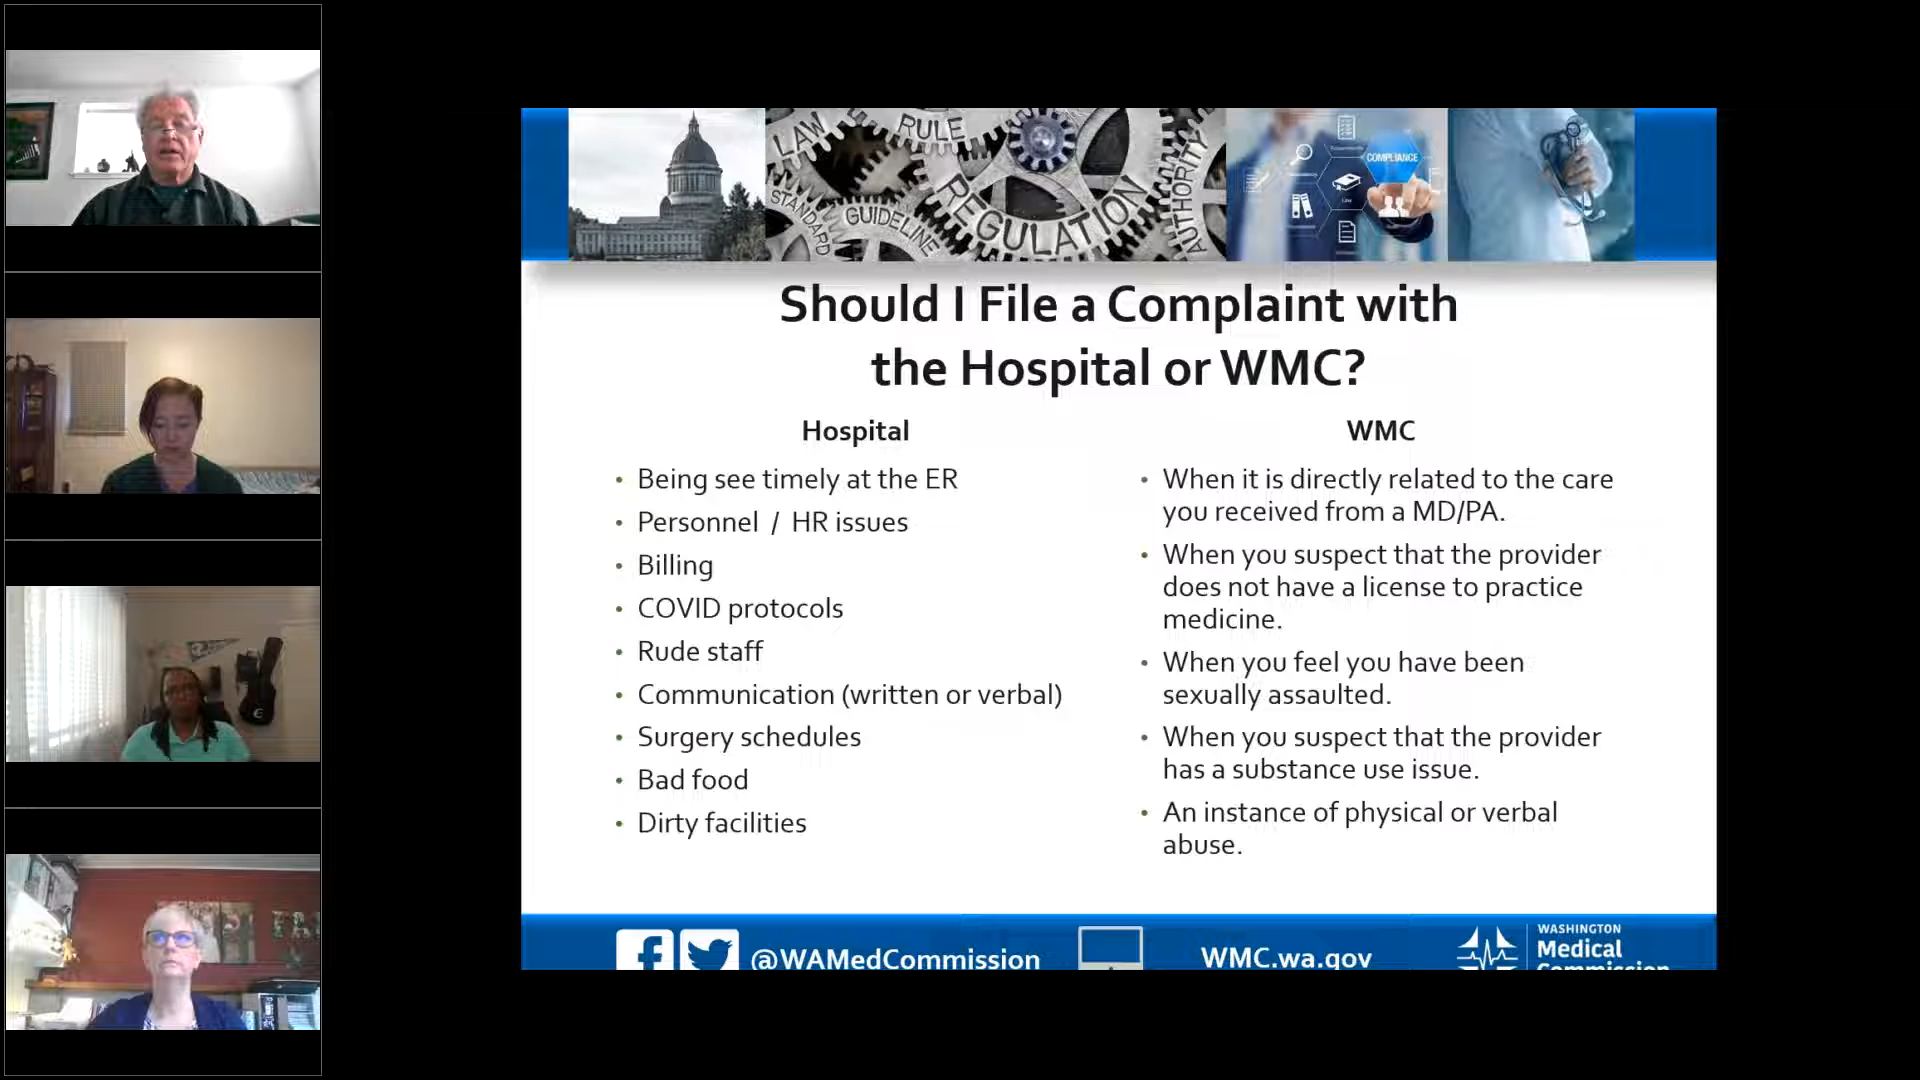 LAW
RULE
STANDARD
GUIDELINE
REGULATION
AUTHORITY
COMPLIANCE
Law
Should I File a Complaint with
the Hospital or WMC?
Hospital
• Being see timely at the ER
• Personnel / HR issues
• Billing
• COVID protocols
• Rude staff
• Communication (written or verbal)
• Surgery schedules
• Bad food
• Dirty facilities
WMC
• When it is directly related to the care
you received from a MD/PA.
• When you suspect that the provider
does not have a license to practice
medicine.
• When you feel you have been
sexually assaulted.
• When you suspect that the provider
has a substance use issue.
• An instance of physical or verbal
abuse.
@WAMedCommission
WMC.wa.gov
WASHINGTON
Medical
Commission